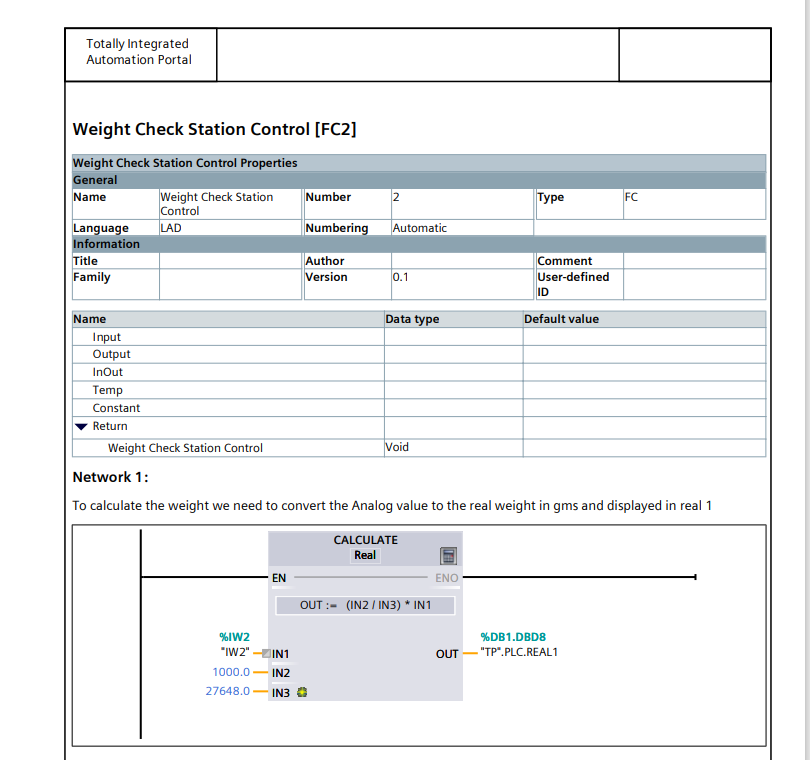 Totally Integrated
Automation Portal
Weight Check Station Control [FC2]
Weight Check Station Control Properties
General
Name Weight Check Station Control Number 2 Type FC
Language LAD Numbering Automatic
Information
Title Author Comment
Family Version 0.1 User-defined ID
Name Data type Default value
Input
Output
InOut
Temp
Constant
Return
Weight Check Station Control Void
Network 1:
To calculate the weight we need to convert the Analog value to the real weight in gms and displayed in real 1
CALCULATE
Real
EN ENO
OUT := (IN2 / IN3) * IN1
%IW2 %DB1.DBD8
"IW2" IN1 OUT "TP".PLC.REAL1
1000.0 IN2
27648.0 IN3